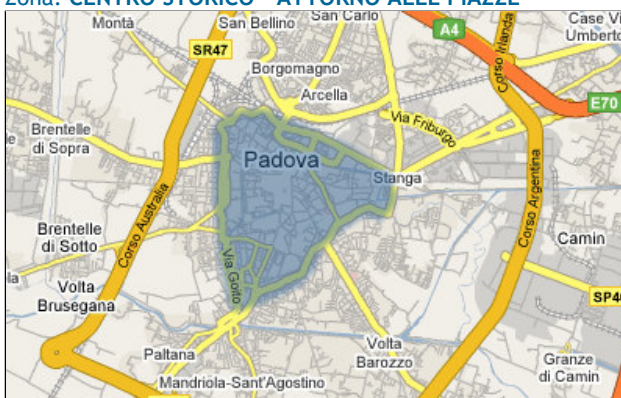 Zona: CENTRO STORICO - ATTORNO ALLE PIAZZE
Montà
San Bellino
San Carlo
Case Vi
Umberto
SR47
A4
Corso Irlanda
Borgomagno
Arcella
E70
Via Friburgo
Brentelle
di Sopra
Padova
Stanga
Corso Australia
Corso Argentina
Brentelle
di Sotto
Camin
Via Goito
Volta
Brusegana
Paltana
Volta
Barozzo
Granze
di Camin
Mandriola-Sant'Agostino